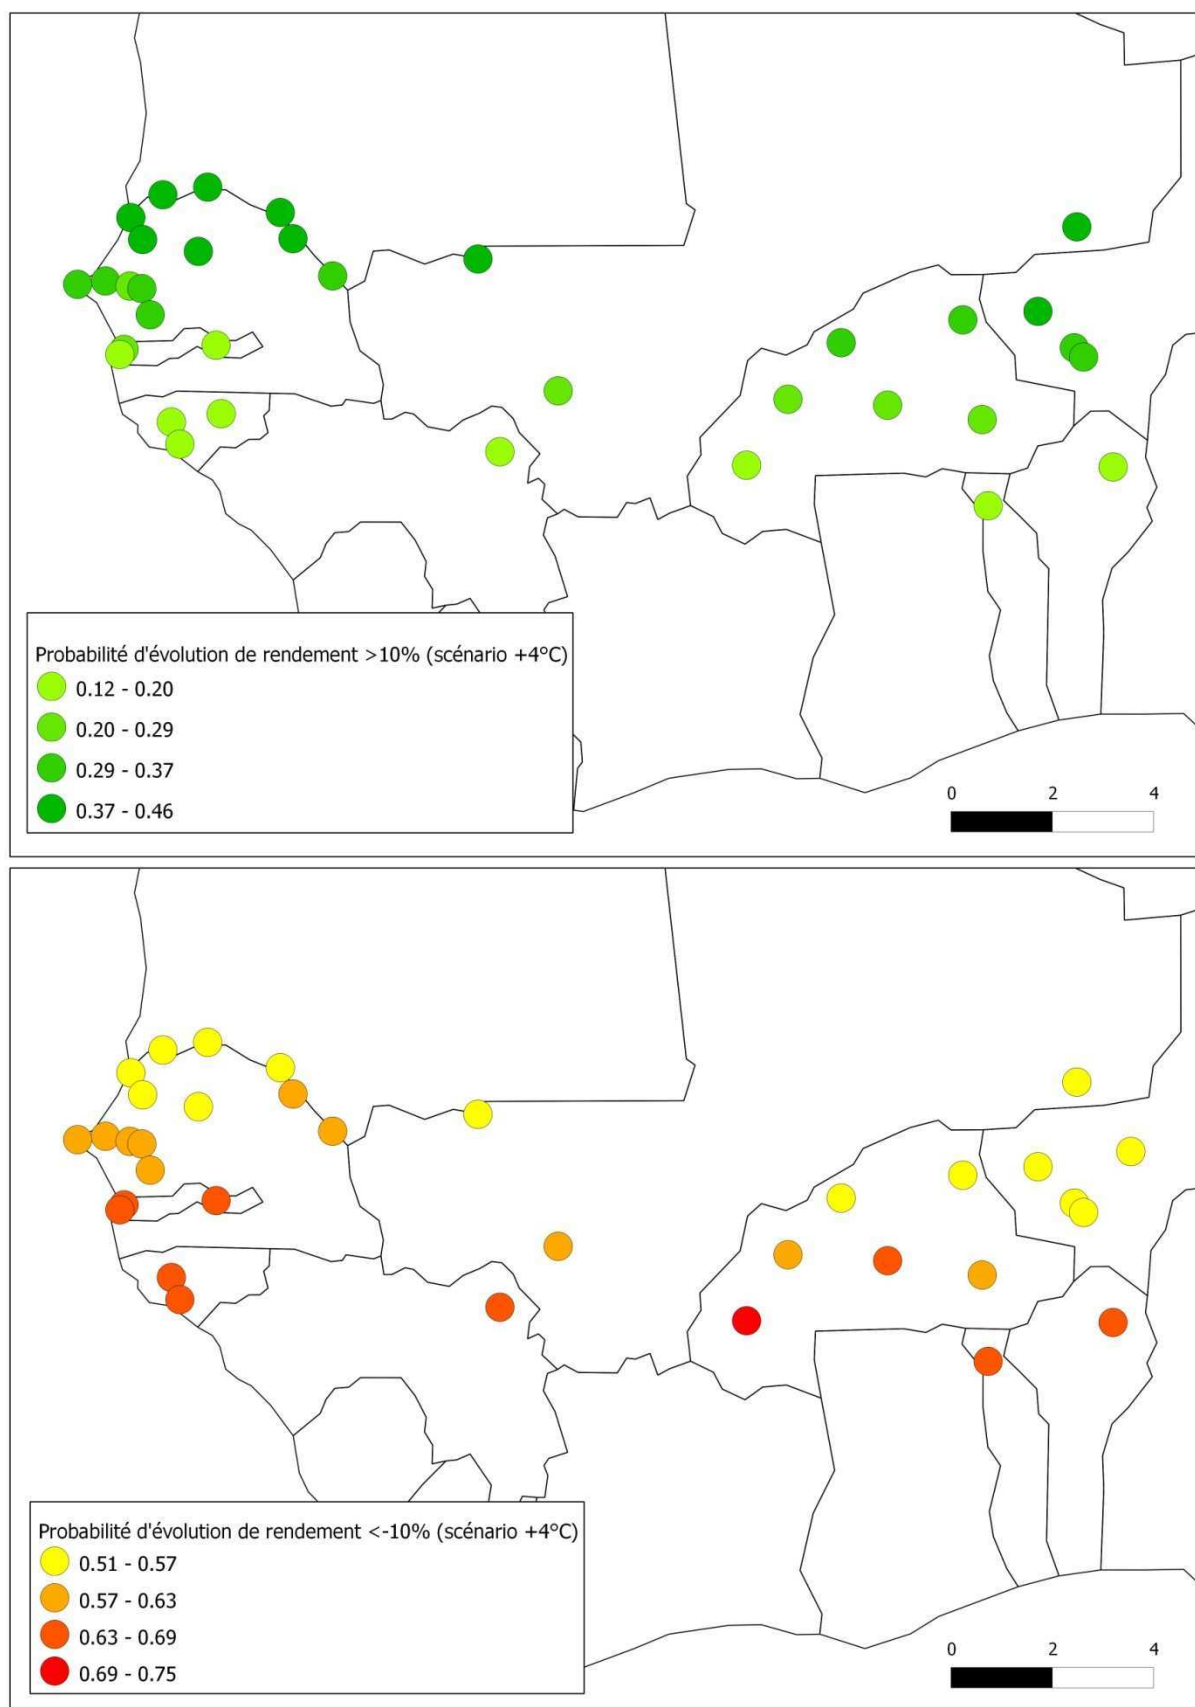 Probabilité d'évolution de rendement >10% (scénario +4°C)
0.12 - 0.20
0.20 - 0.29
0.29 - 0.37
0.37 - 0.46
0 2 4
Probabilité d'évolution de rendement <-10% (scénario +4°C)
0.51 - 0.57
0.57 - 0.63
0.63 - 0.69
0.69 - 0.75
0 2 4